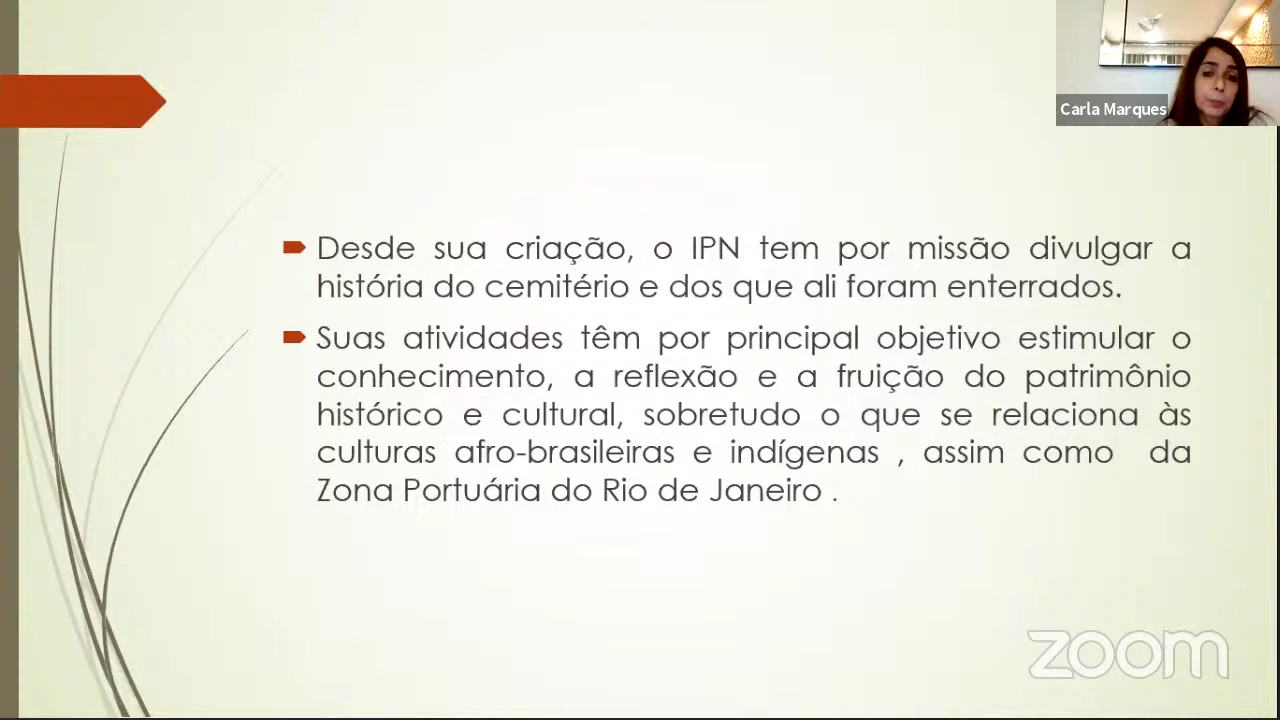 Carla Marques
Desde sua criação, o IPN tem por missão divulgar a
história do cemitério e dos que ali foram enterrados.
Suas atividades têm por principal objetivo estimular o
conhecimento, a reflexão e a fruição do patrimônio
histórico e cultural, sobretudo o que se relaciona às
culturas afro-brasileiras e indígenas , assim como da
Zona Portuária do Rio de Janeiro .
zoom